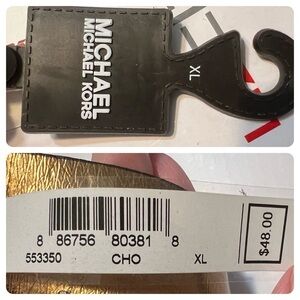 MICHAEL
MICHAEL KORS
XL
8 86756 80381 8
553350 CHO XL
$48.00